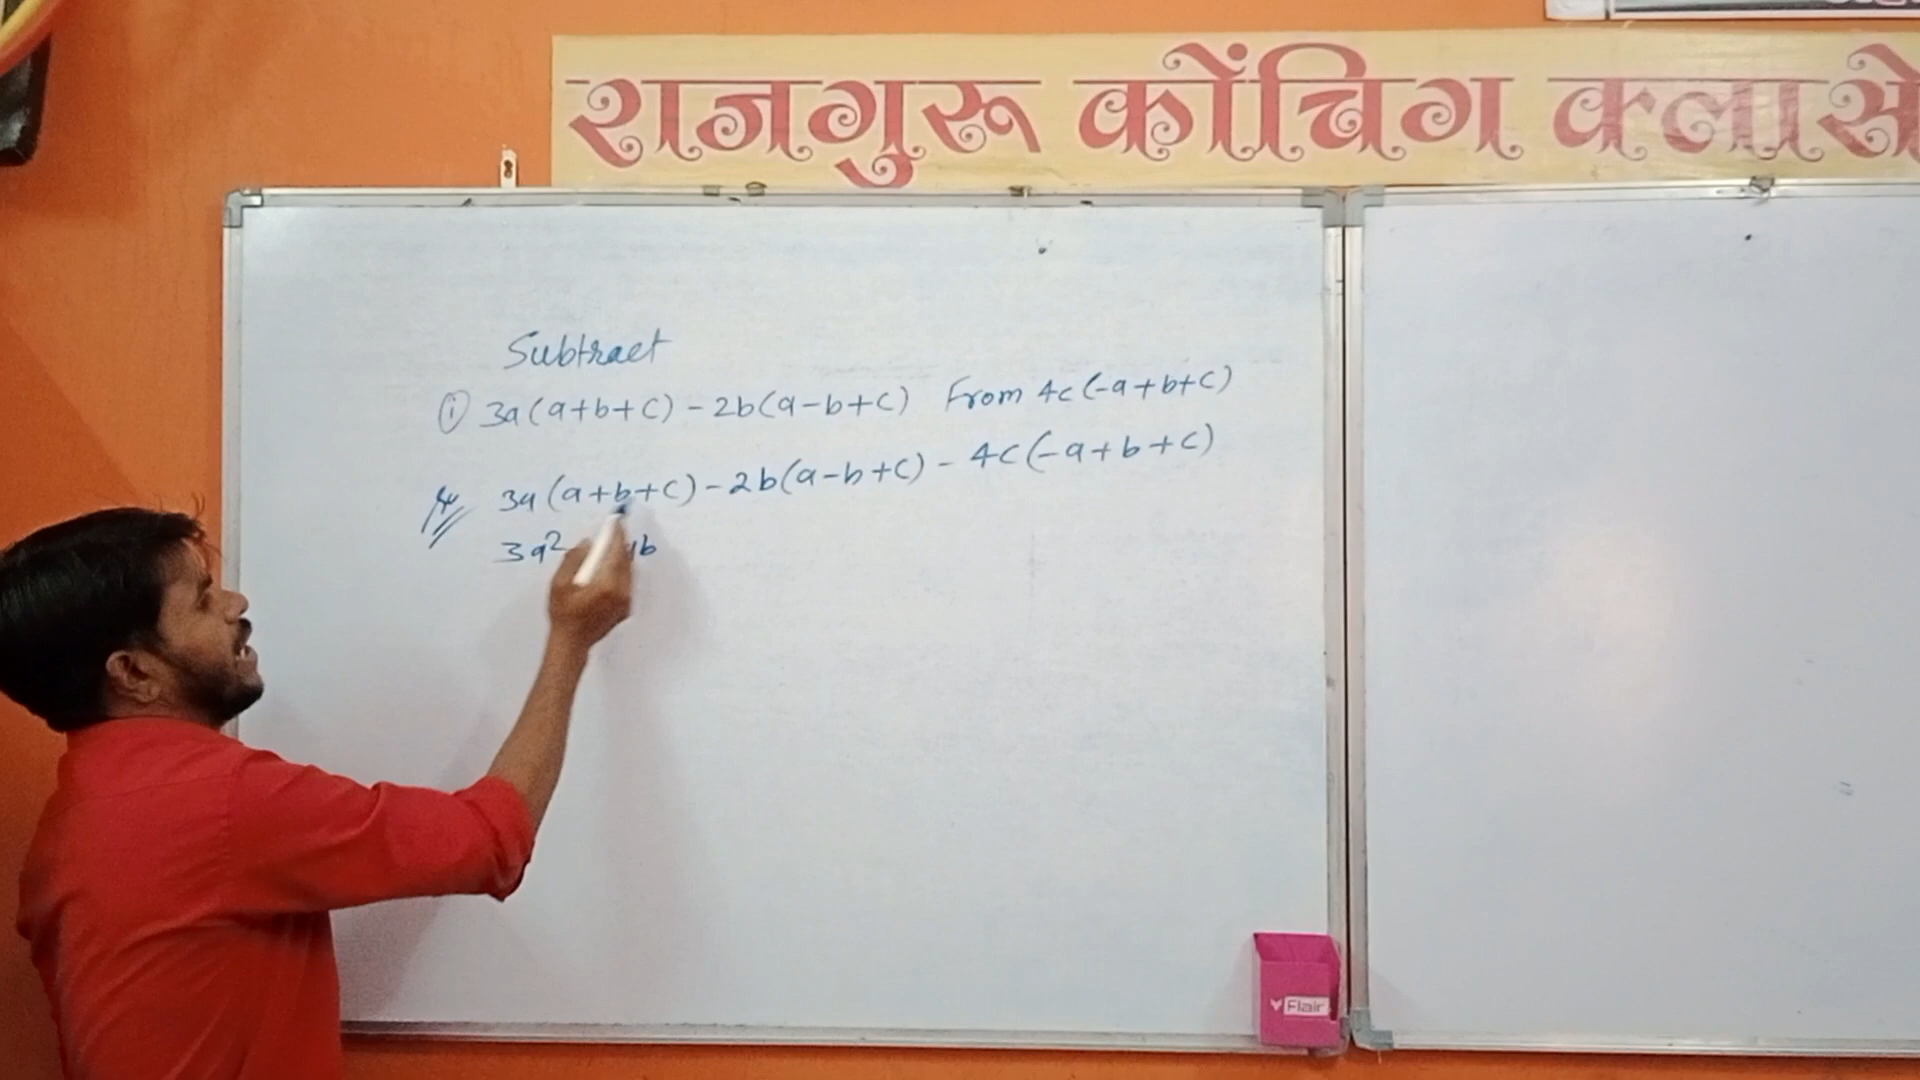 राजगुरू कोंचिग क्लासे
Subtract
(i) 3a(a+b+c) - 2b(a-b+c) From 4c(-a+b+c)
3a(a+b+c) - 2b(a-b+c) - 4c(-a+b+c)
3a²
Flair